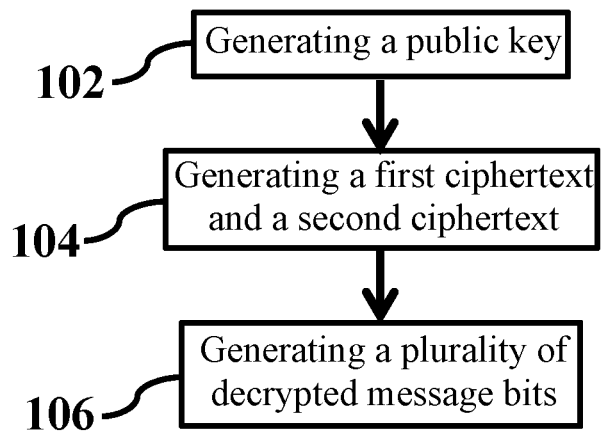 Generating a public key
102
Generating a first ciphertext
and a second ciphertext
104
Generating a plurality of
decrypted message bits
106